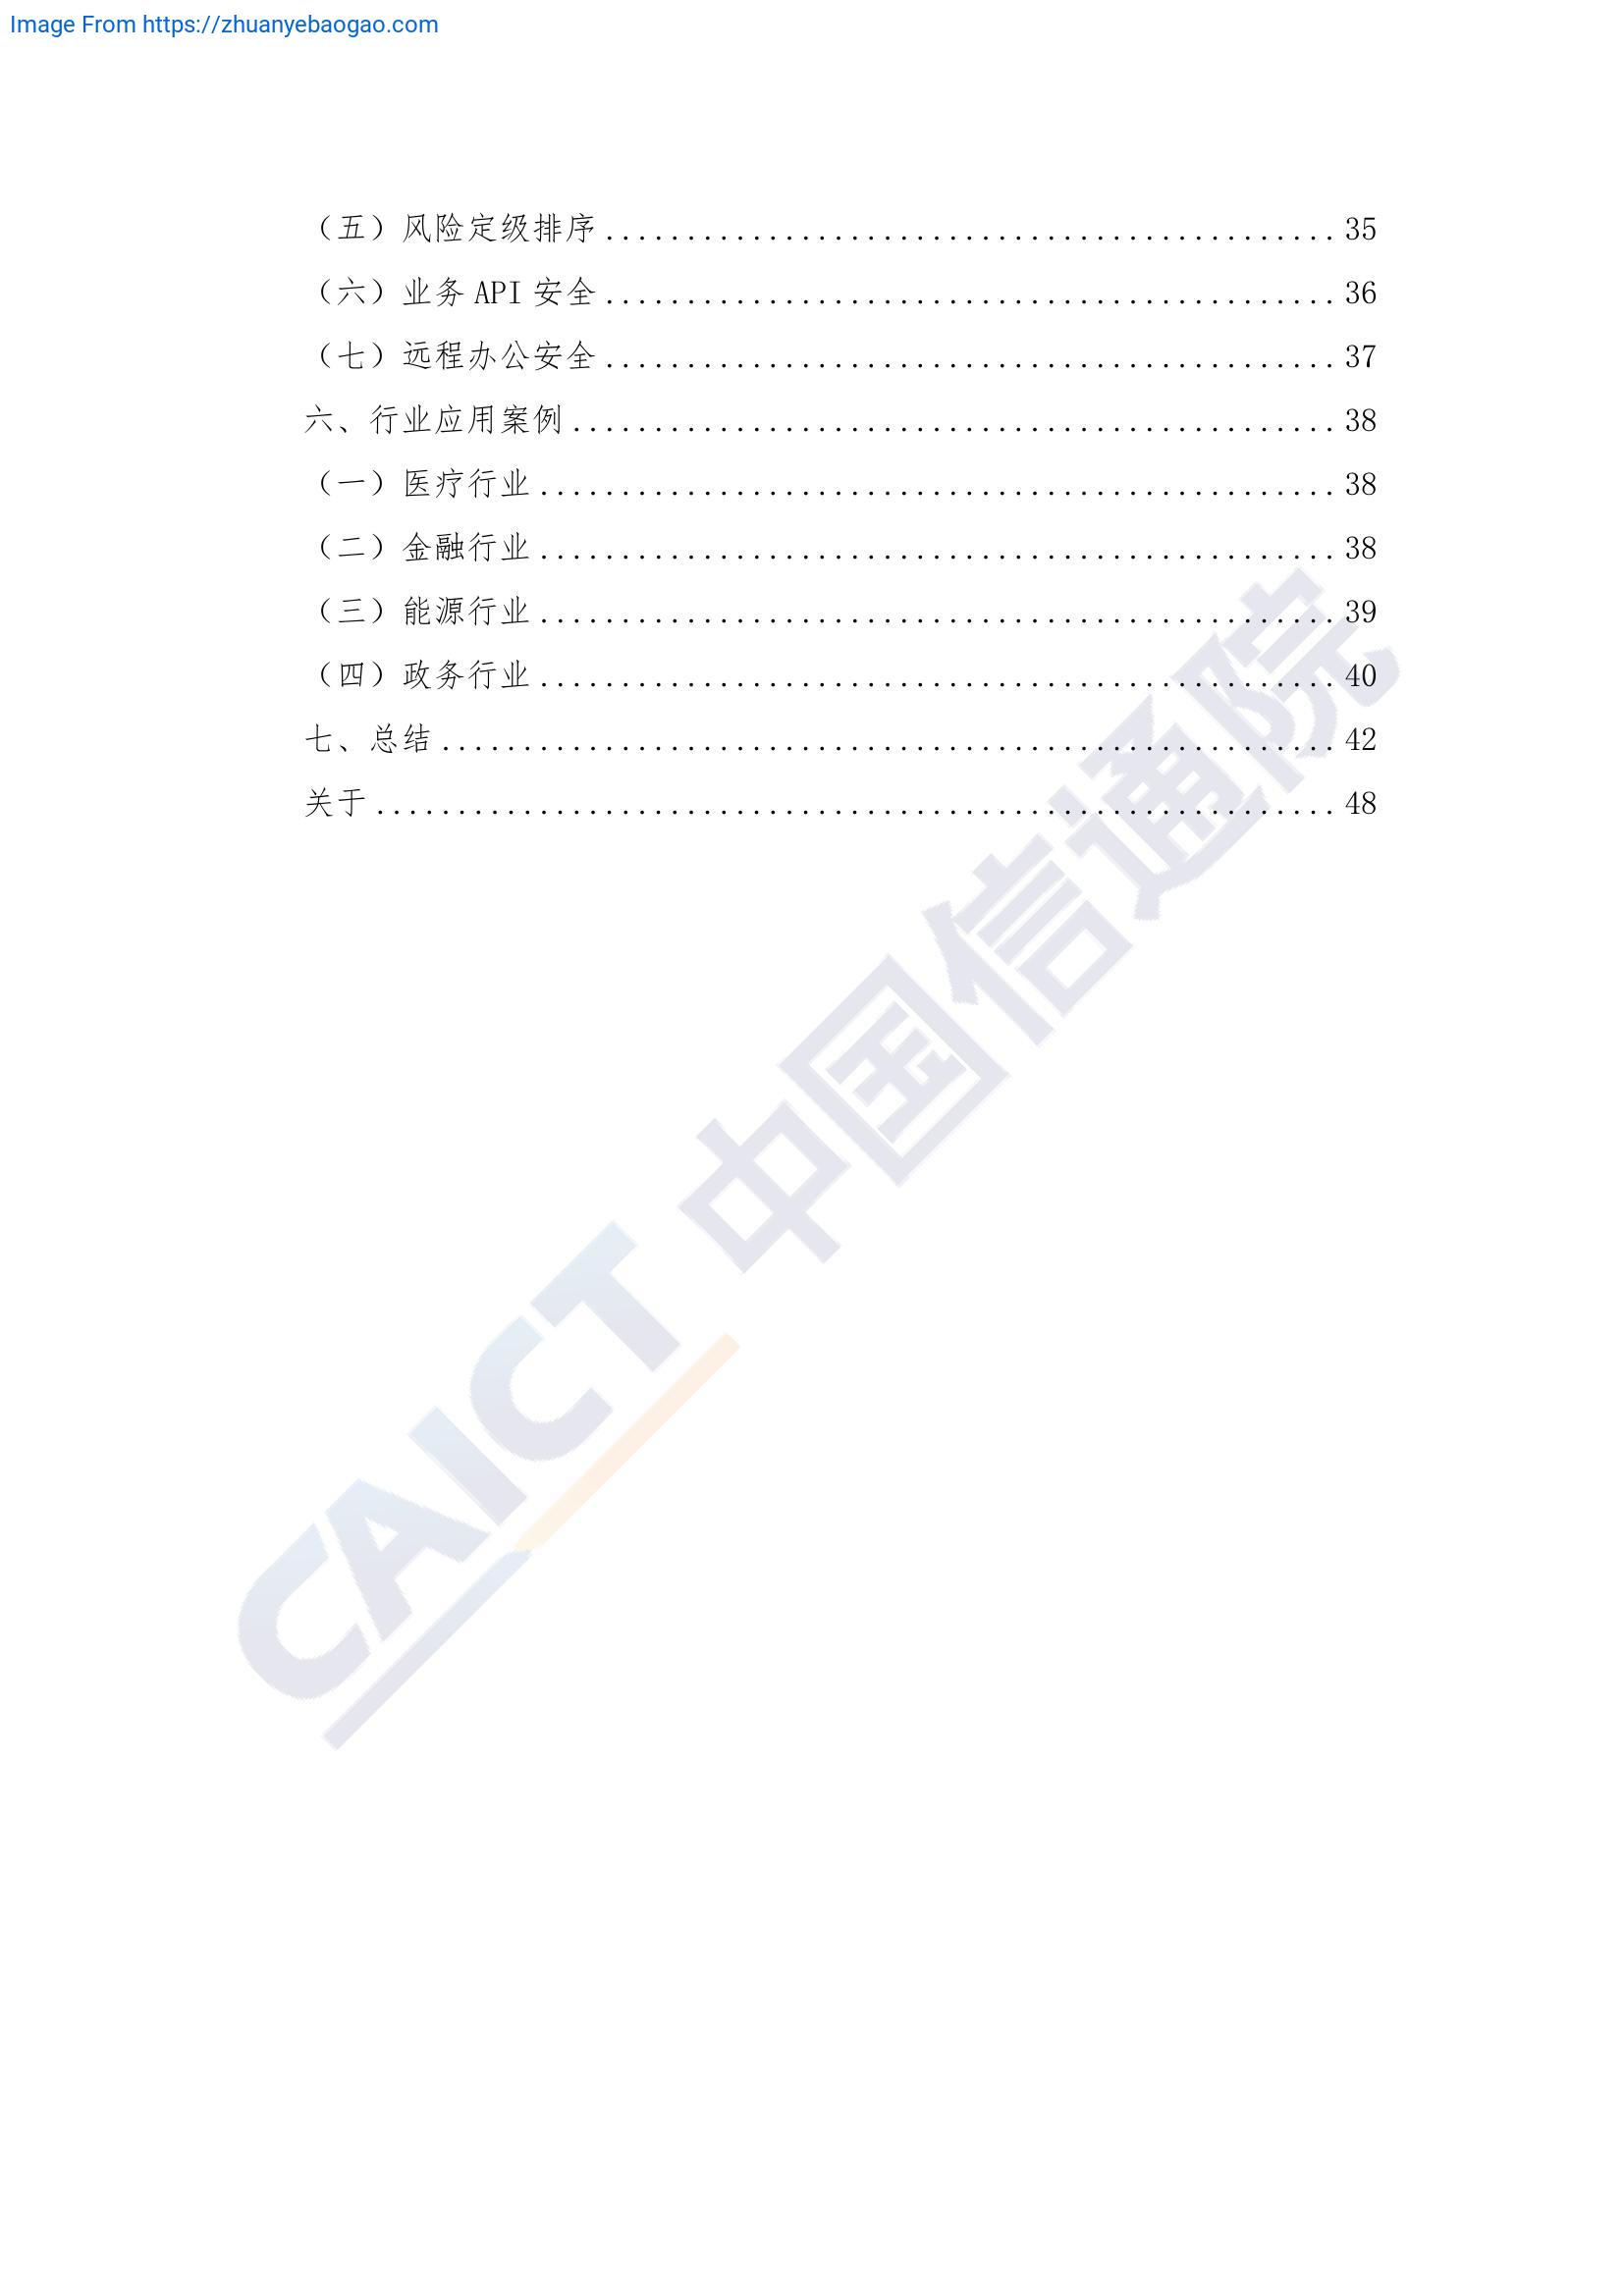 Image From https://zhuanyebaogao.com
（五）风险定级排序 ............................................. 35
（六）业务 API 安全 ............................................. 36
（七）远程办公安全 ............................................. 37
六、行业应用案例 ............................................... 38
（一）医疗行业 ................................................. 38
（二）金融行业 ................................................. 38
（三）能源行业 ................................................. 39
（四）政务行业 ................................................. 40
七、总结 ....................................................... 42
关于 ........................................................... 48
CAICT 中国信通院